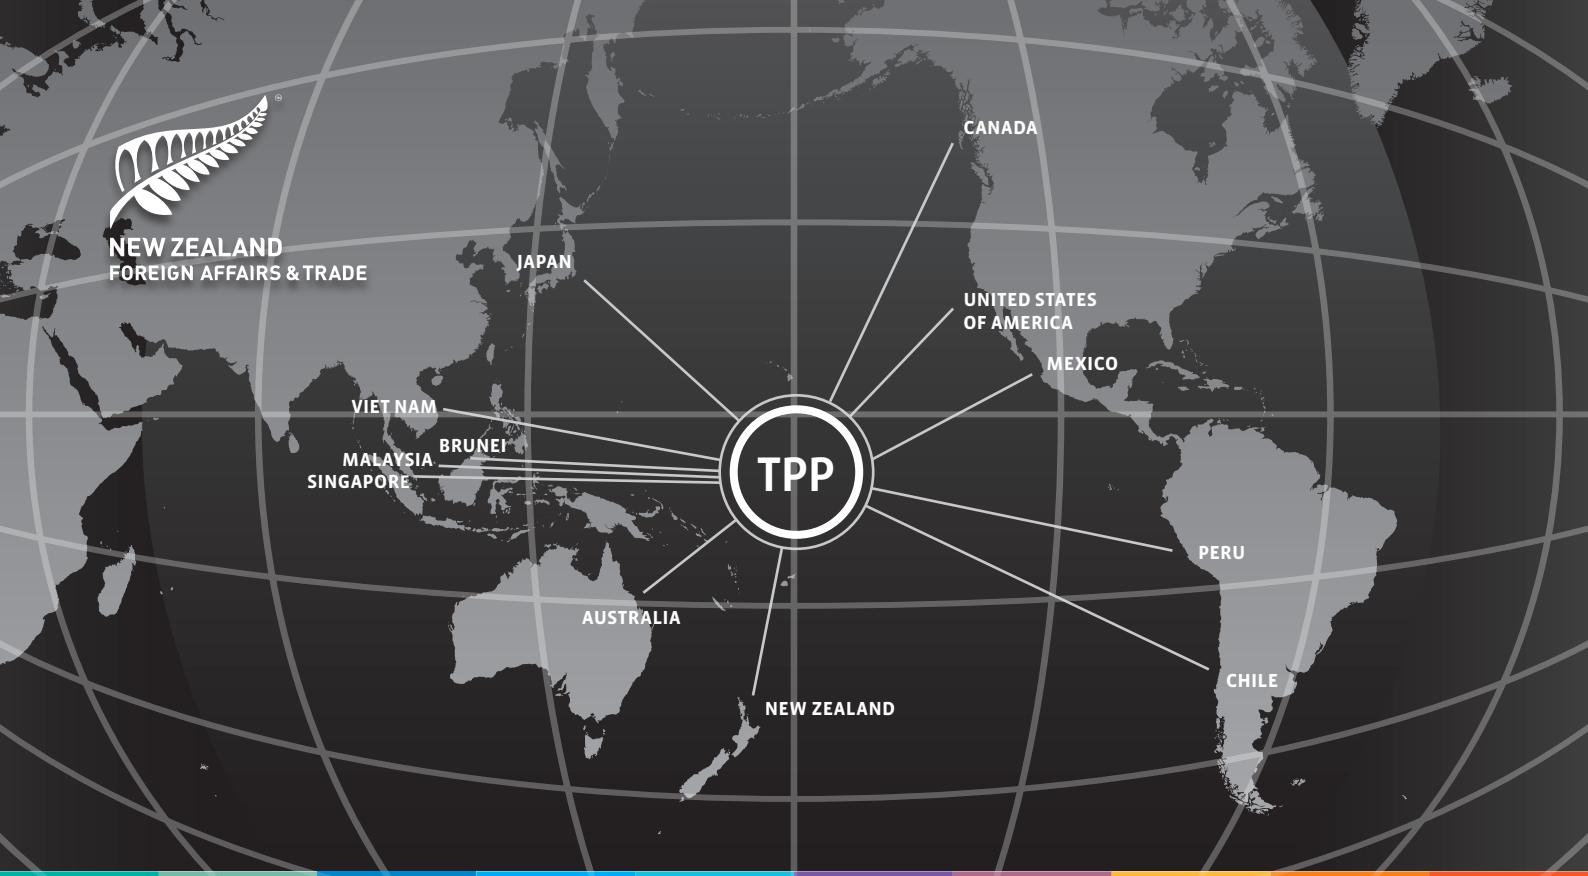 NEW ZEALAND
FOREIGN AFFAIRS & TRADE
CANADA
JAPAN
UNITED STATES
OF AMERICA
MEXICO
VIET NAM
BRUNEI
MALAYSIA
SINGAPORE
TPP
PERU
AUSTRALIA
CHILE
NEW ZEALAND